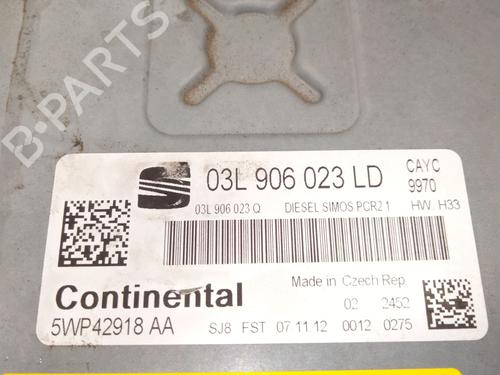 B-PARTS
03L 906 023 LD
CAYC
9970
03L 906 023 Q DIESEL SIMOS PCR2 1 HW H33
Made in Czech Rep
Continental
02 2452
5WP42918 AA SJ8 FST 07 11 12 0012 0275